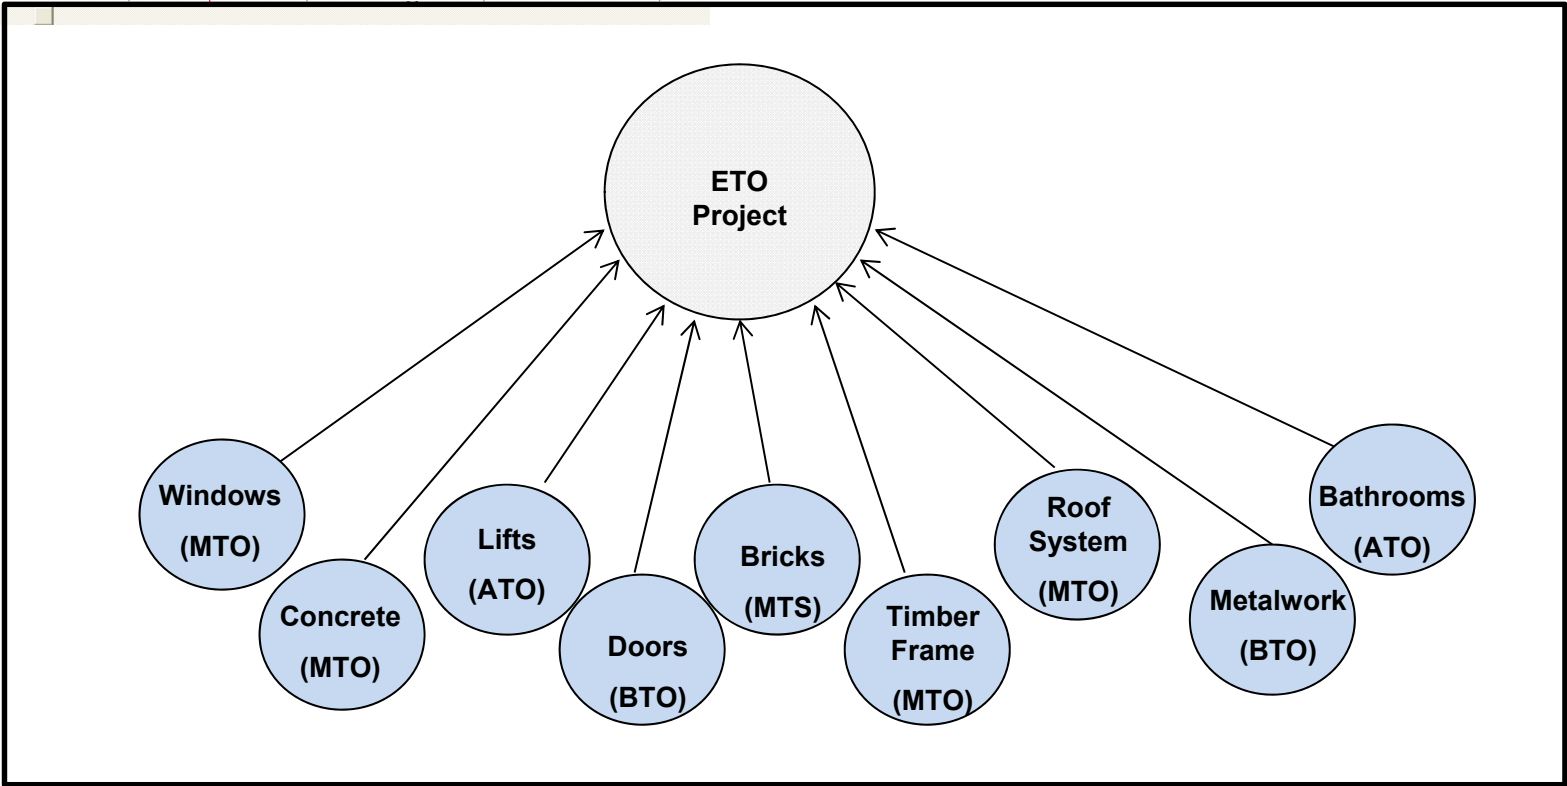 ETO
Project
Windows
(MTO)
Concrete
(MTO)
Lifts
(ATO)
Doors
(BTO)
Bricks
(MTS)
Timber
Frame
(MTO)
Roof
System
(MTO)
Metalwork
(BTO)
Bathrooms
(ATO)